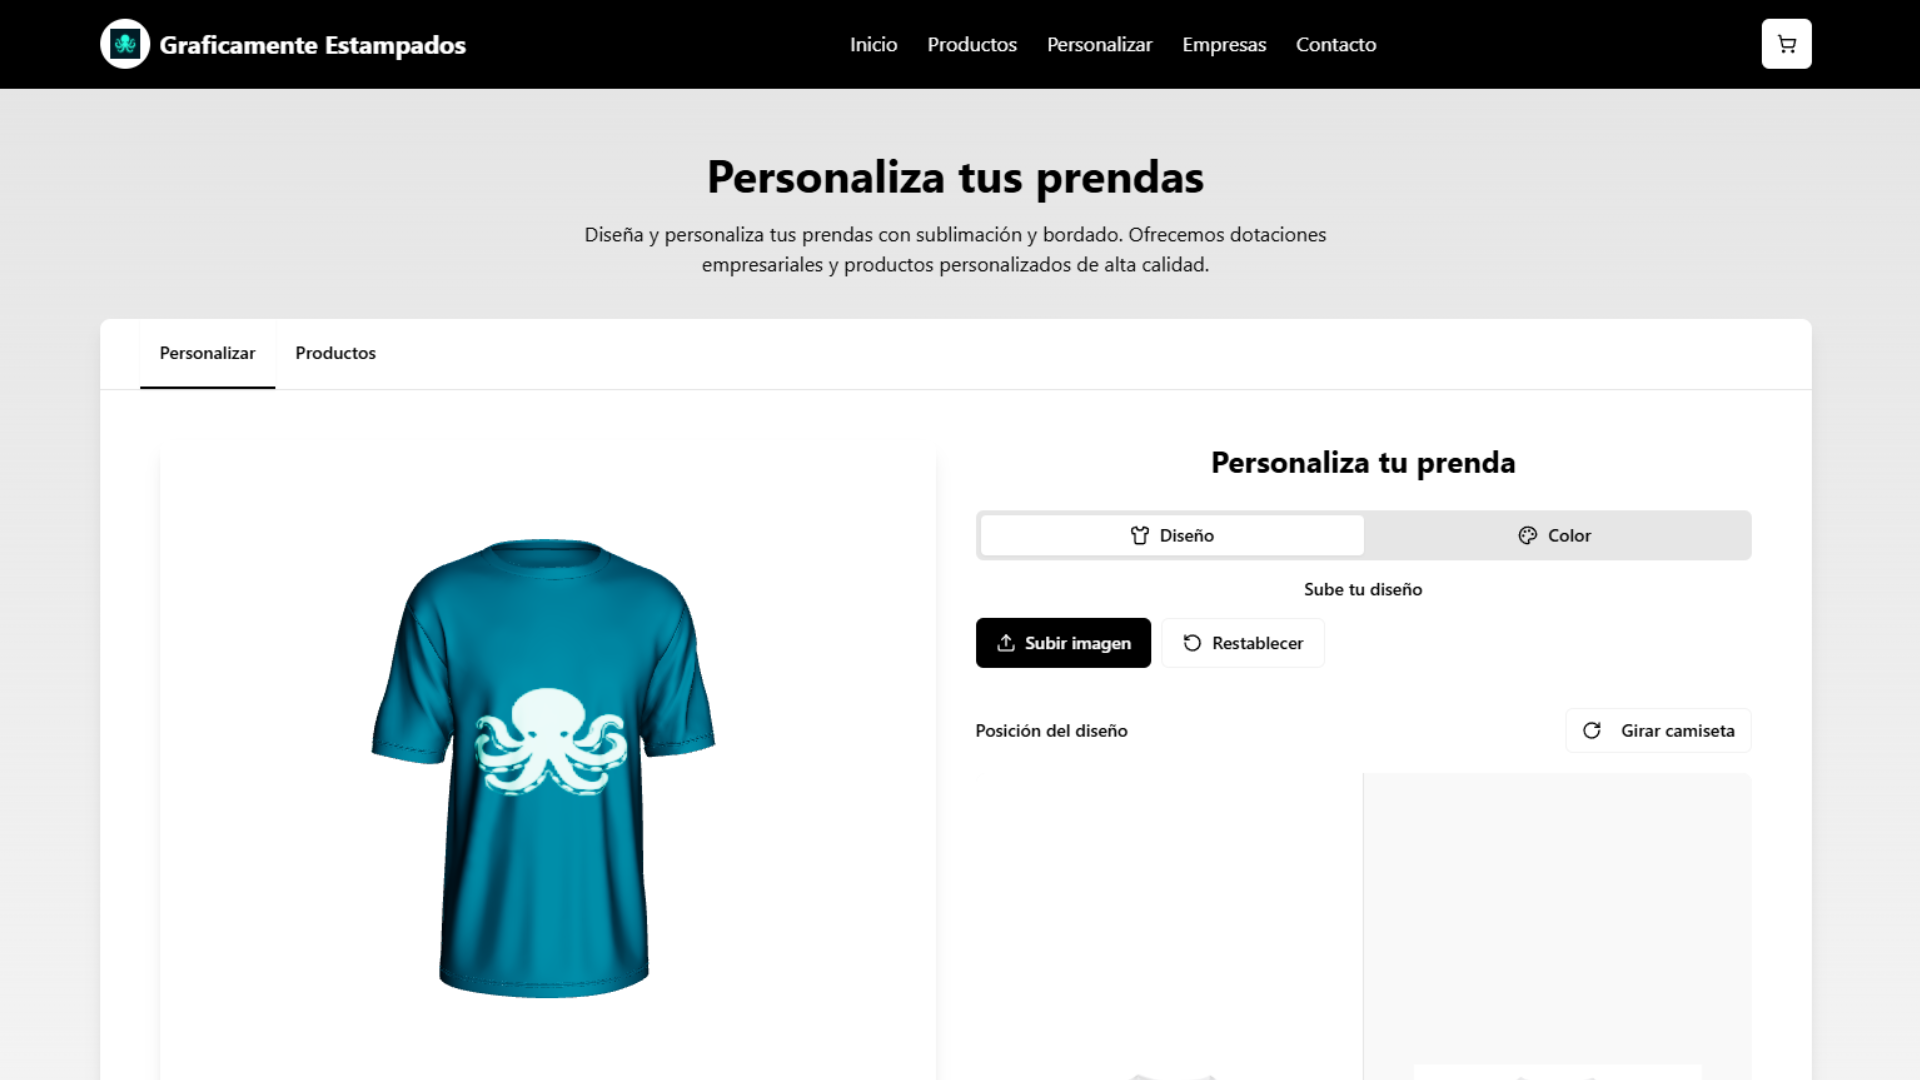 Graficamente Estampados
Inicio
Productos
Personalizar
Empresas
Contacto
Personaliza tus prendas
Diseña y personaliza tus prendas con sublimación y bordado. Ofrecemos dotaciones
empresariales y productos personalizados de alta calidad.
Personalizar
Productos
Personaliza tu prenda
Diseño
Color
Sube tu diseño
Subir imagen
Restablecer
Posición del diseño
Girar camiseta